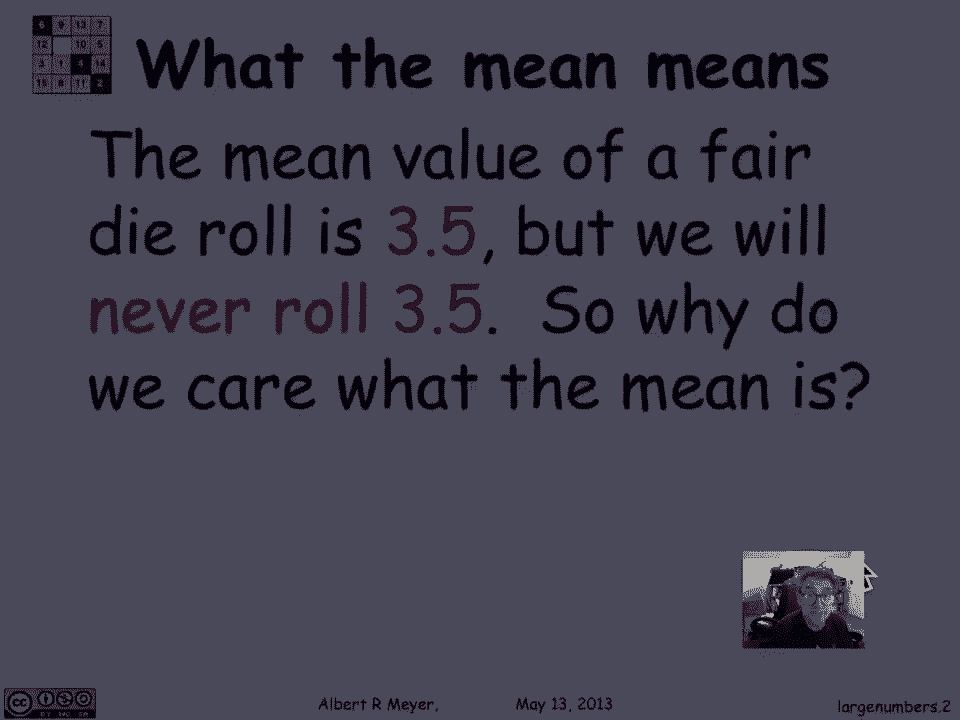 What the mean means
The mean value of a fair
die roll is 3.5, but we will
never roll 3.5. So why do
we care what the mean is?
Albert R Meyer, May 13, 2013
largenumbers.2